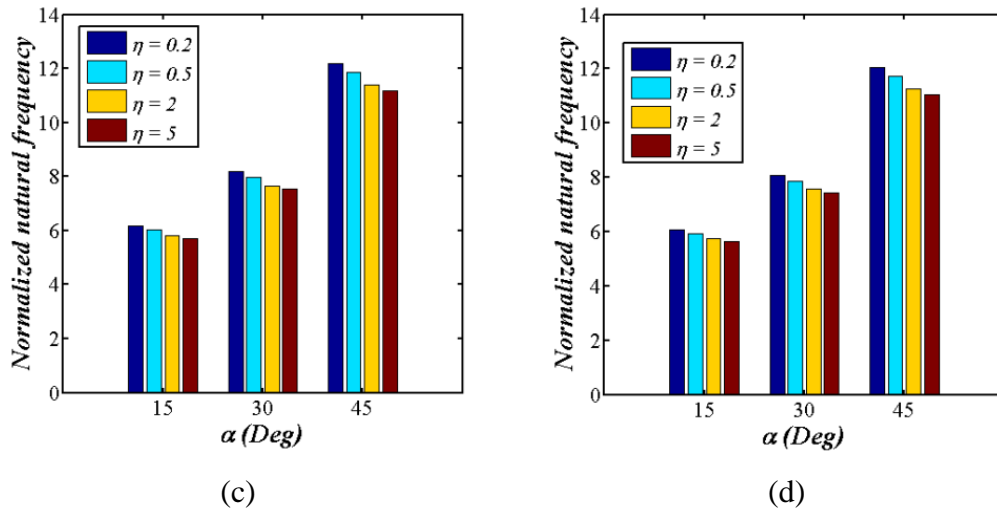 14
12
10
8
6
4
2
0
Normalized natural frequency
η = 0.2
η = 0.5
η = 2
η = 5
15 30 45
α (Deg)
(c)
14
12
10
8
6
4
2
0
Normalized natural frequency
η = 0.2
η = 0.5
η = 2
η = 5
15 30 45
α (Deg)
(d)